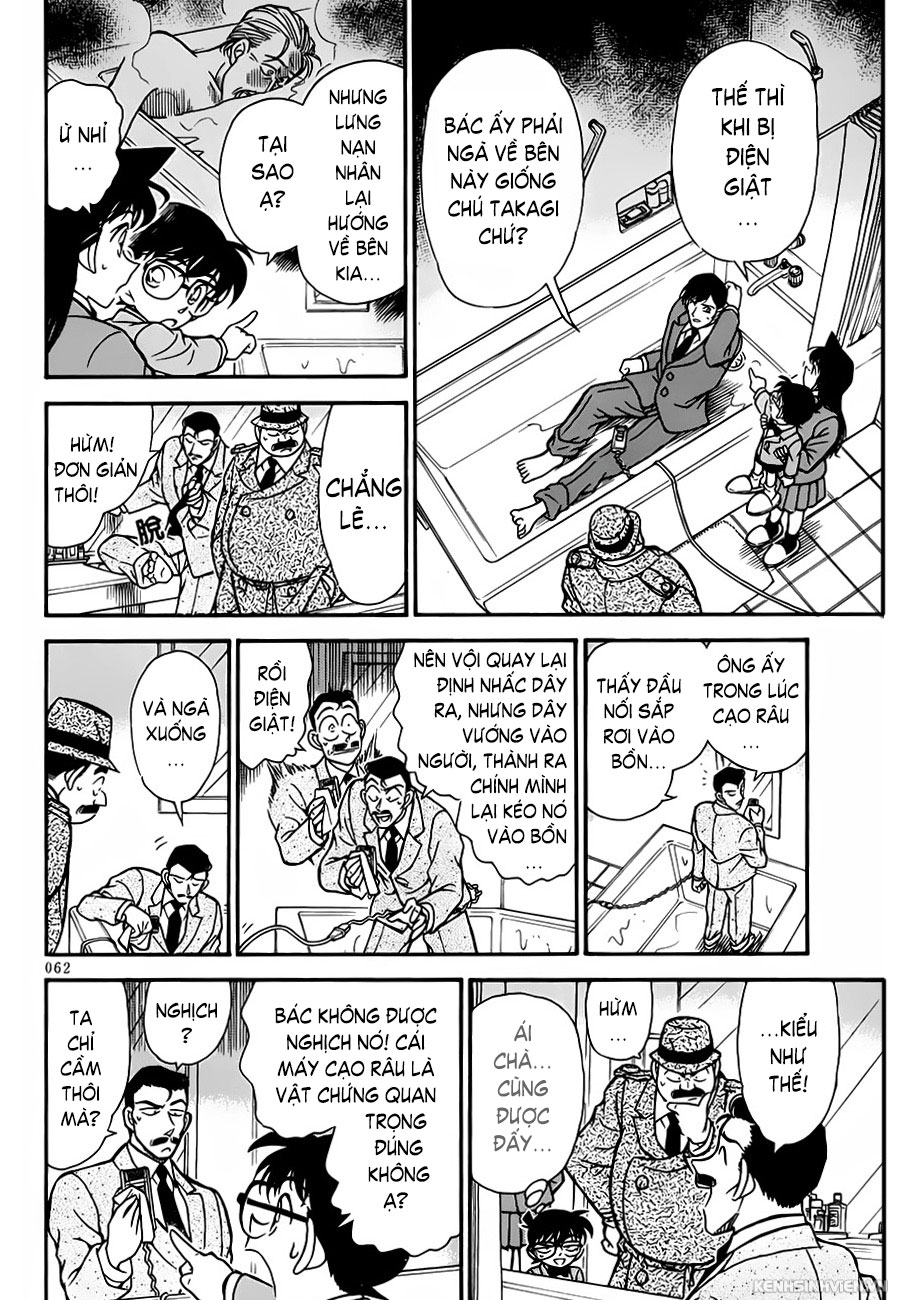 THẾ THÌ
KHI BỊ
ĐIỆN
GIẬT
...
BÁC ẤY PHẢI
NGÃ VỀ BÊN
NÀY GIỐNG
CHÚ TAKAGI
CHỨ?
NHƯNG
LƯNG
NẠN
NHÂN
LẠI
HƯỚNG
VỀ BÊN
KIA...
TẠI
SAO
Ạ?
Ừ NHỈ
...
CHẲNG
LẼ...
HỪM!
ĐƠN GIẢN
THÔI!
脱
ÔNG ẤY
TRONG LÚC
CẠO RÂU
...
THẤY ĐẦU
NỐI SẮP
RƠI VÀO
BỒN...
NÊN VỘI QUAY LẠI
ĐỊNH NHẤC DÂY
RA, NHƯNG DÂY
VƯỚNG VÀO
NGƯỜI, THÀNH RA
CHÍNH MÌNH
LẠI KÉO NÓ
VÀO BỒN
...
RỒI
ĐIỆN
GIẬT!
VÀ NGÃ
XUỐNG
...
062
...KIỂU
NHƯ
THẾ!
HỪM
...
ÁI
CHÀ...
CŨNG
ĐƯỢC
ĐẤY...
BÁC KHÔNG ĐƯỢC
NGHỊCH NÓ! CÁI
MÁY CẠO RÂU LÀ
VẬT CHỨNG QUAN
TRỌNG
ĐÚNG
KHÔNG
Ạ?
NGHỊCH
?
TA
CHỈ
CẦM
THÔI
MÀ?
KENHSINHVIEN.VN